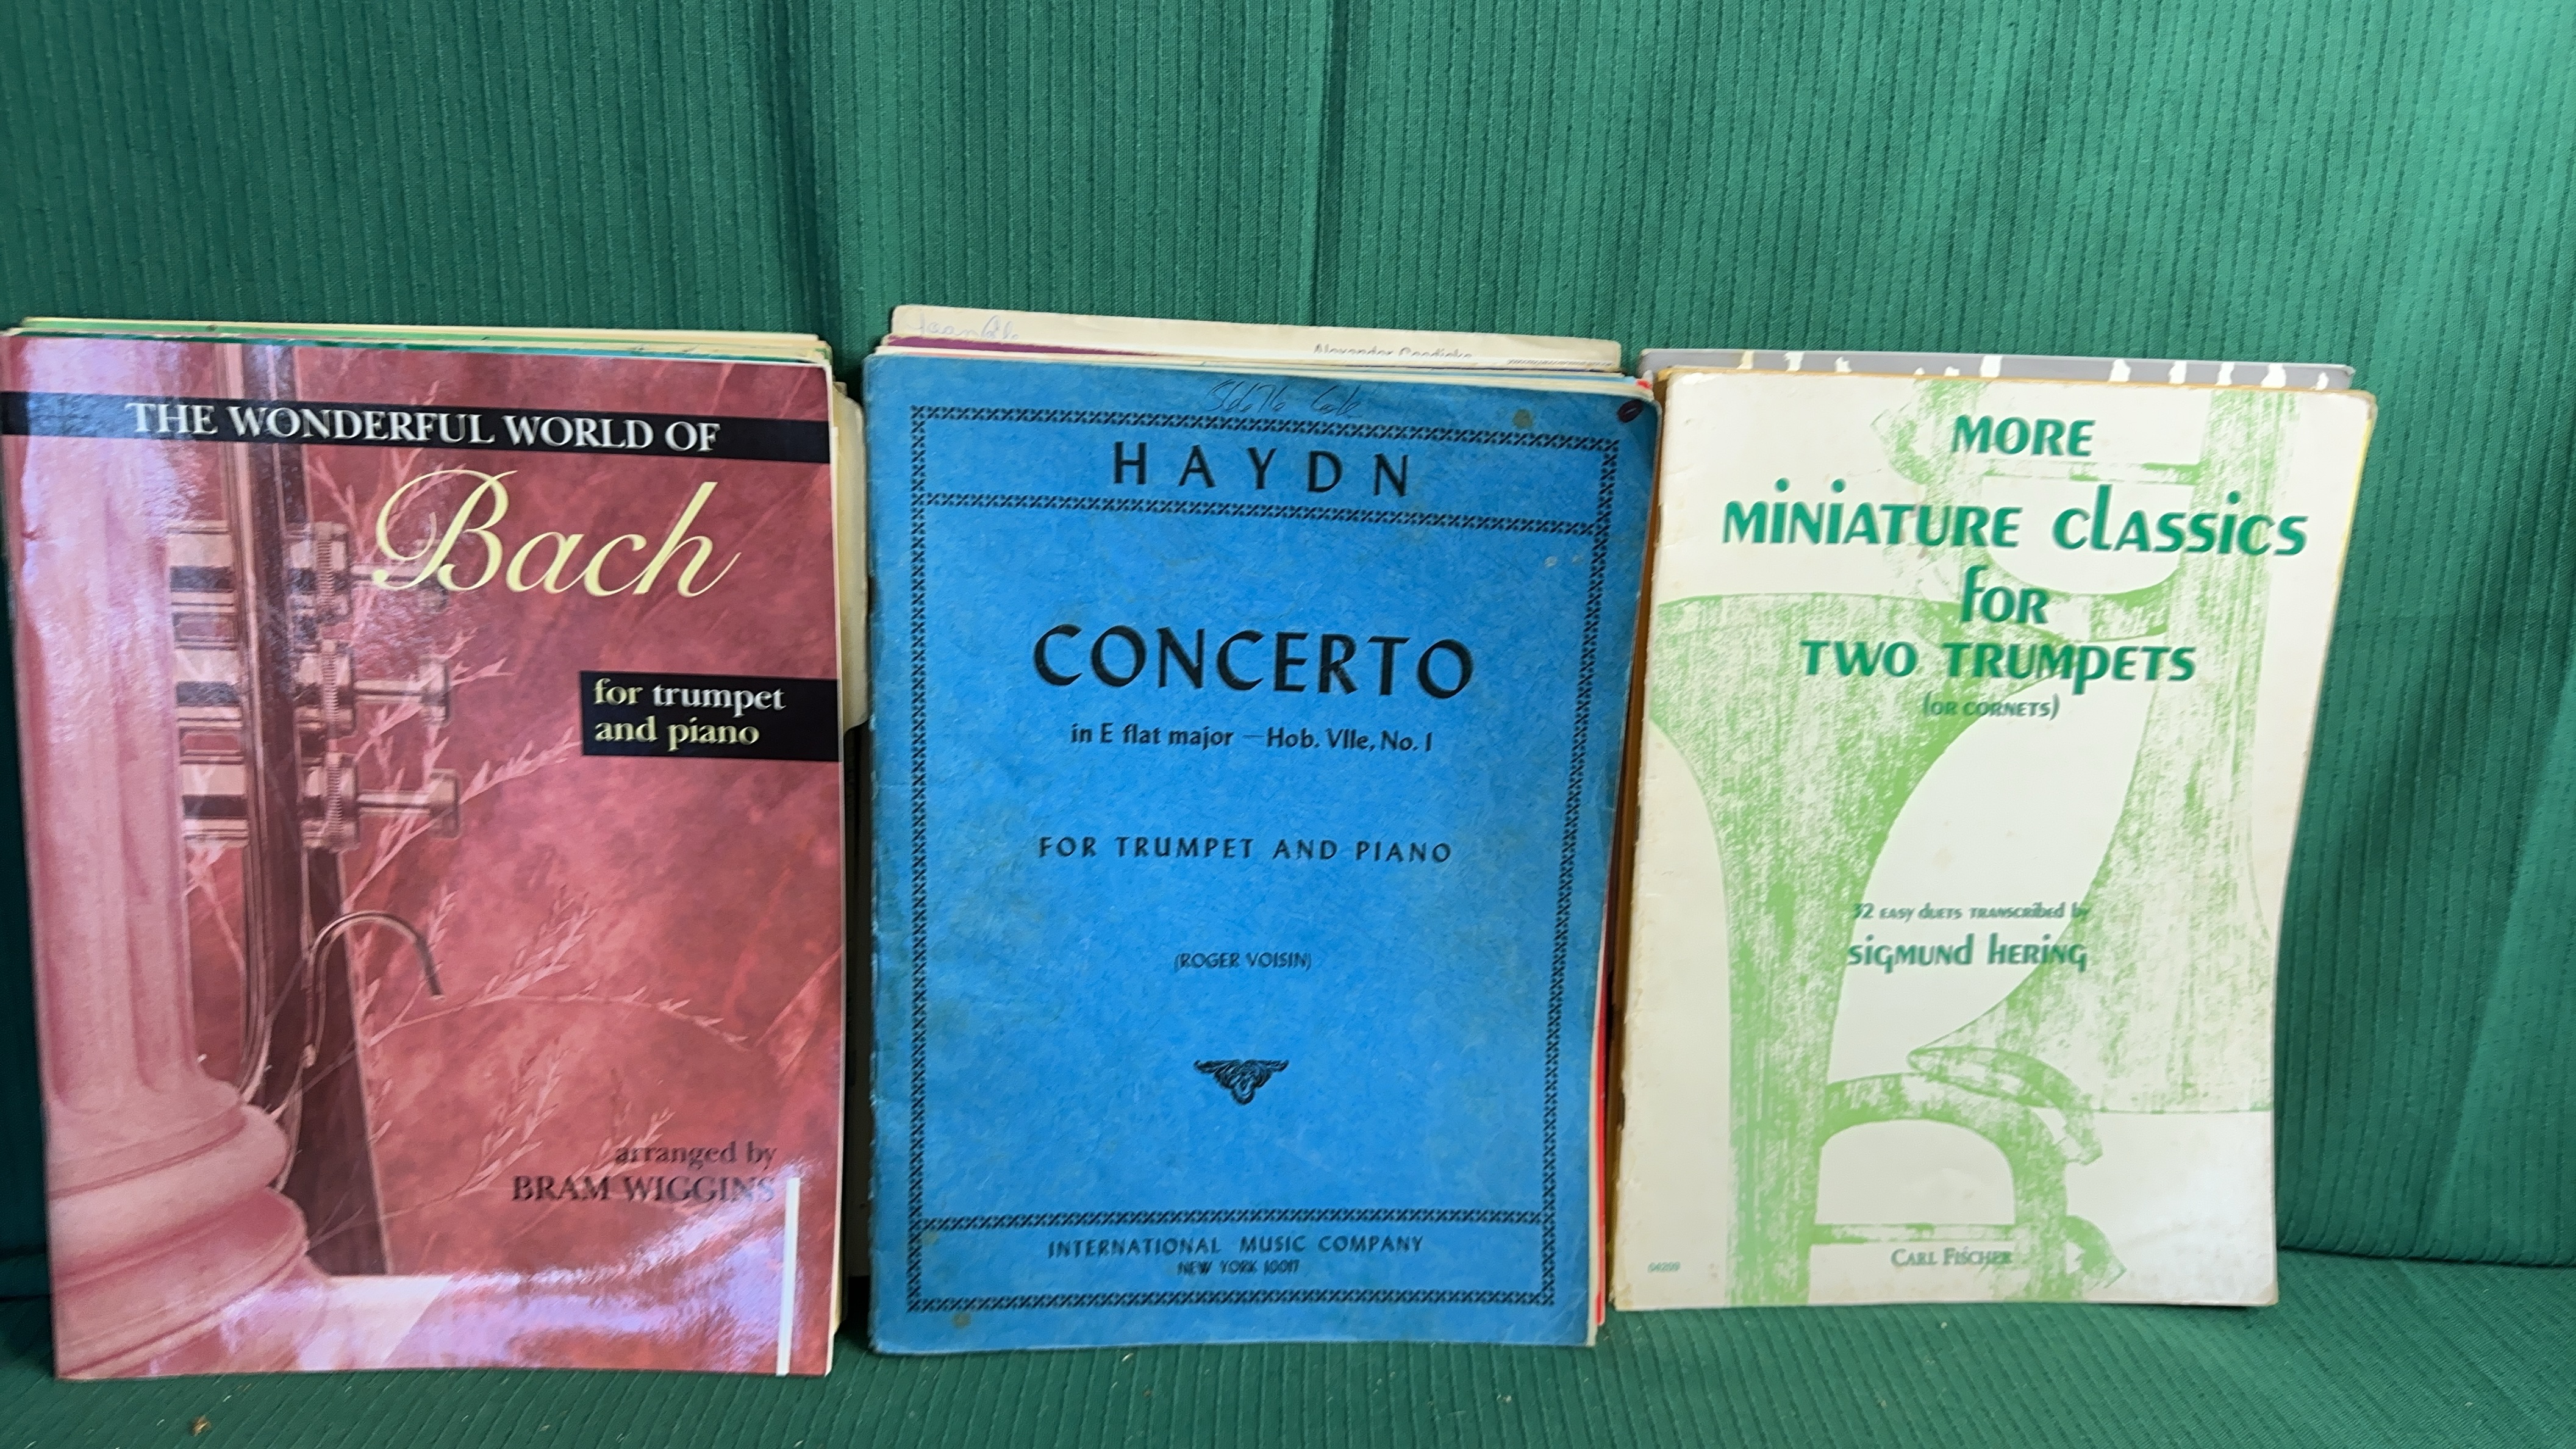 THE WONDERFUL WORLD OF
Bach
for trumpet
and piano
arranged by
BRAM WIGGINS
HAYDN
CONCERTO
in E flat major — Hob. VIIe, No. 1
FOR TRUMPET AND PIANO
(ROGER VOISIN)
INTERNATIONAL MUSIC COMPANY
NEW YORK 10017
MORE
MINIATURE CLASSICS
FOR
TWO TRUMPETS
(OR CORNETS)
32 EASY DUETS TRANSCRIBED by
SIGMUND HERING
CARL FISCHER